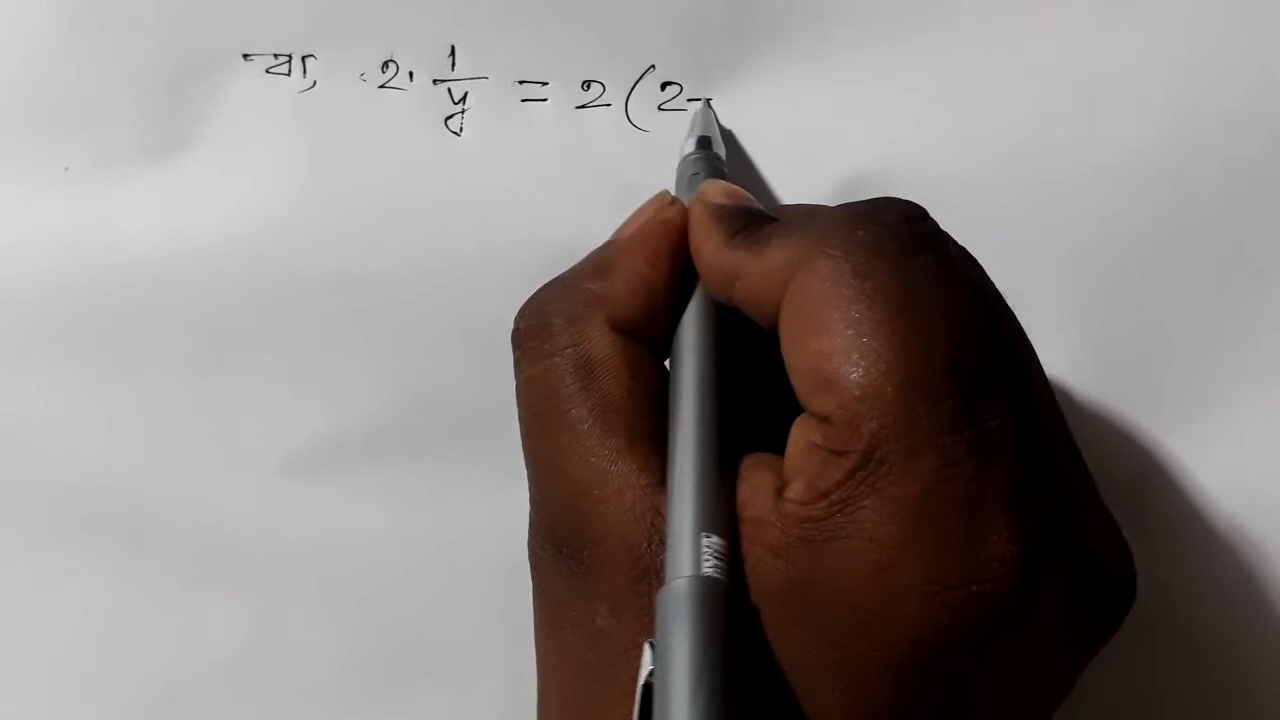 বা, 2. 1/y = 2 (2-